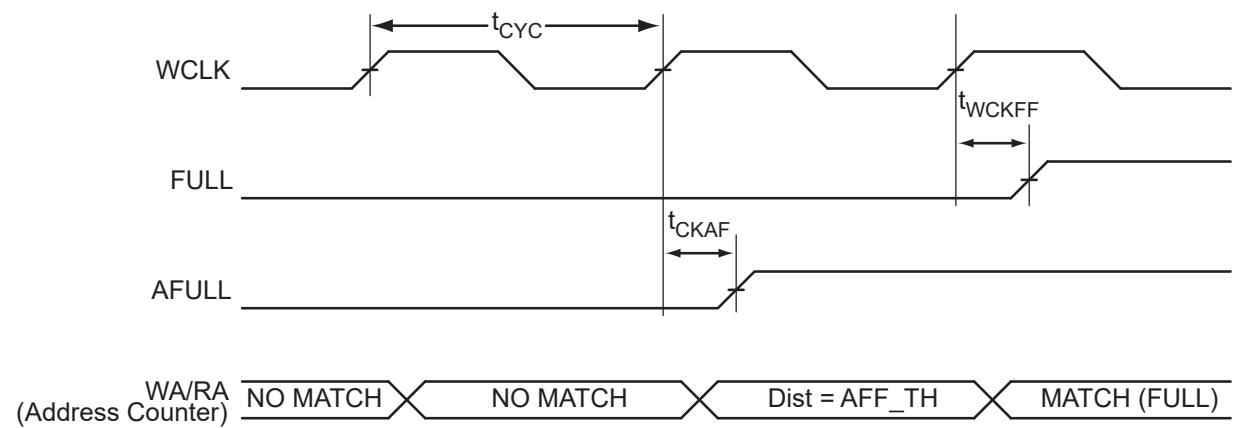 tCYC
WCLK
tWCKFF
FULL
tCKAF
AFULL
WA/RA
(Address Counter)
NO MATCH
NO MATCH
Dist = AFF_TH
MATCH (FULL)